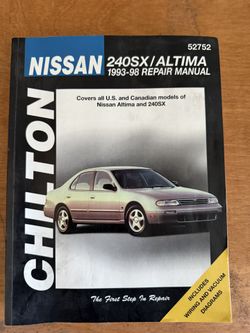 52752
NISSAN
240SX/ALTIMA
1993-98 REPAIR MANUAL
Covers all U.S. and Canadian models of
Nissan Altima and 240SX
CHILTON
INCLUDES
WIRING AND VACUUM
DIAGRAMS
The First Step In Repair